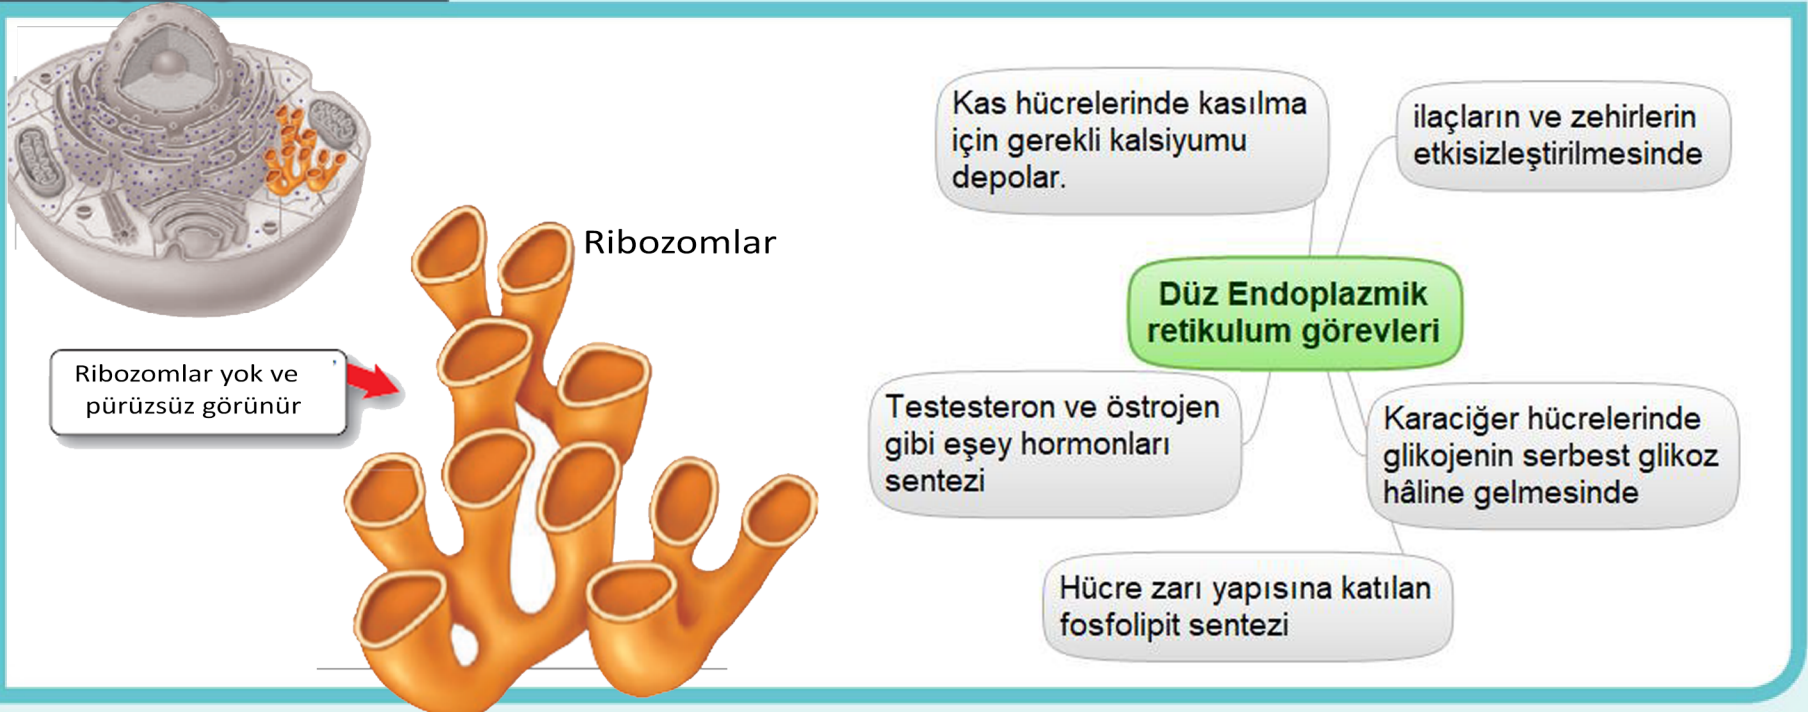 Ribozomlar
Ribozomlar yok ve
pürüzsüz görünür
Kas hücrelerinde kasılma
için gerekli kalsiyumu
depolar.
ilaçların ve zehirlerin
etkisizleştirilmesinde
Düz Endoplazmik
retikulum görevleri
Testesteron ve östrojen
gibi eşey hormonları
sentezi
Karaciğer hücrelerinde
glikojenin serbest glikoz
hâline gelmesinde
Hücre zarı yapısına katılan
fosfolipit sentezi